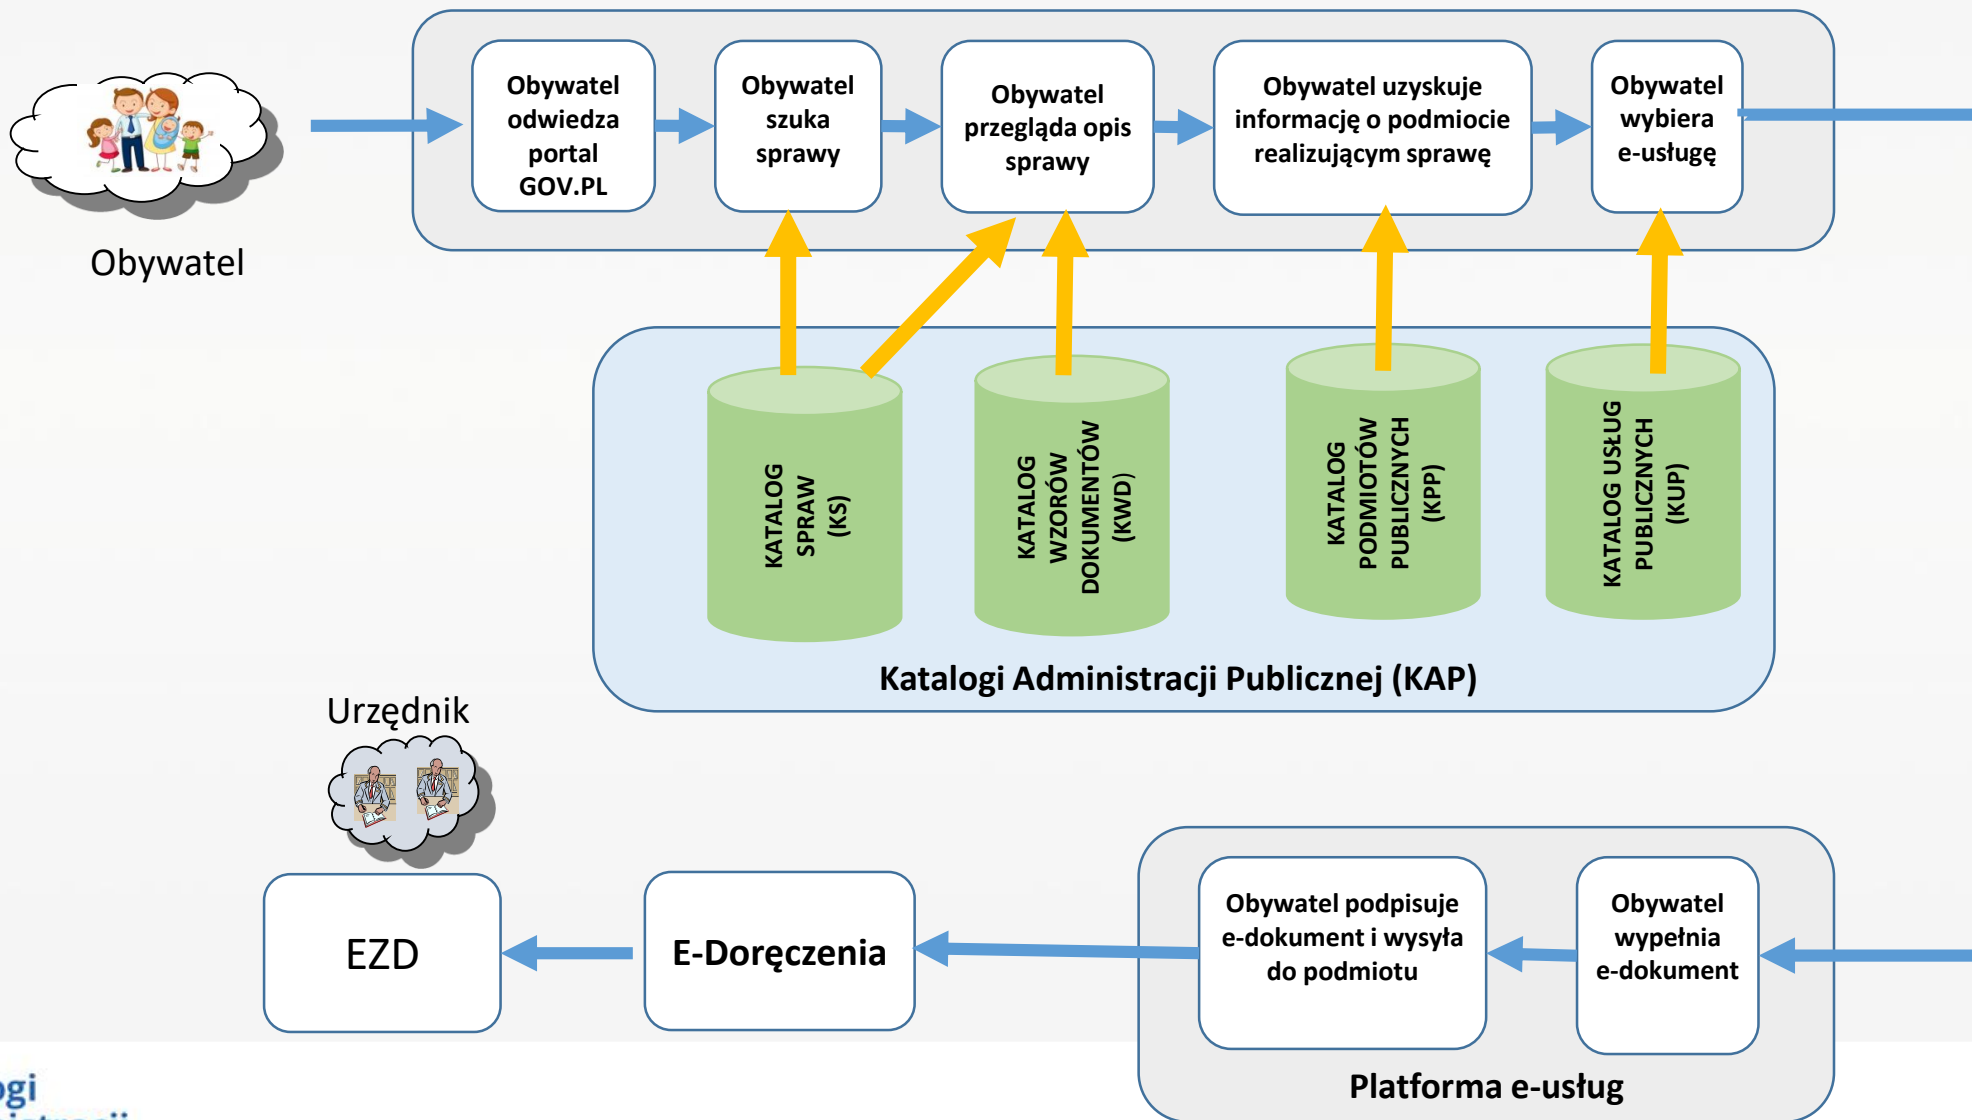 Obywatel
odwiedza
portal
GOV.PL
Obywatel
szuka
sprawy
Obywatel
przegląda opis
sprawy
Obywatel uzyskuje
informację o podmiocie
realizującym sprawę
Obywatel
wybiera
e-usługę
Obywatel
KATALOG
SPRAW
(KS)
KATALOG
WZORÓW
DOKUMENTÓW
(KWD)
KATALOG
PODMIOTÓW
PUBLICZNYCH
(KPP)
KATALOG USŁUG
PUBLICZNYCH
(KUP)
Katalogi Administracji Publicznej (KAP)
Urzędnik
EZD
E-Doręczenia
Obywatel podpisuje
e-dokument i wysyła
do podmiotu
Obywatel
wypełnia
e-dokument
Platforma e-usług